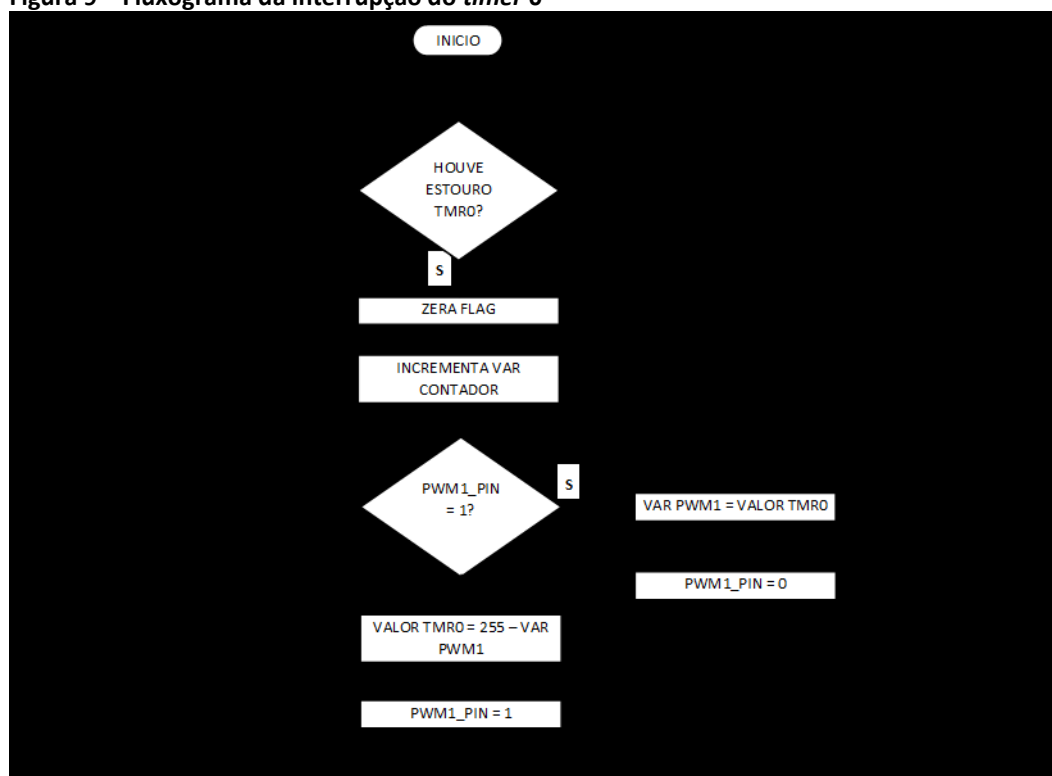 Figura 9 – Fluxograma da interrupção do timer 0
INICIO
HOUVE
ESTOURO
TMR0?
S
ZERA FLAG
INCREMENTA VAR
CONTADOR
PWM1_PIN
= 1?
S
VAR PWM1 = VALOR TMR0
PWM1_PIN = 0
VALOR TMR0 = 255 – VAR
PWM1
PWM1_PIN = 1